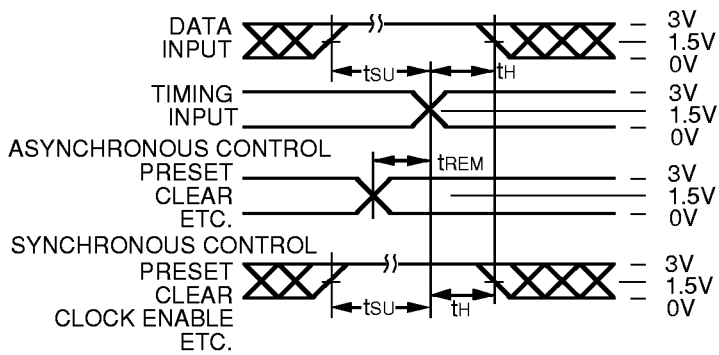 DATA
INPUT
3V
1.5V
0V
tSU
tH
TIMING
INPUT
3V
1.5V
0V
ASYNCHRONOUS CONTROL
tREM
PRESET
CLEAR
ETC.
3V
1.5V
0V
SYNCHRONOUS CONTROL
PRESET
CLEAR
CLOCK ENABLE
ETC.
3V
1.5V
0V
tSU
tH